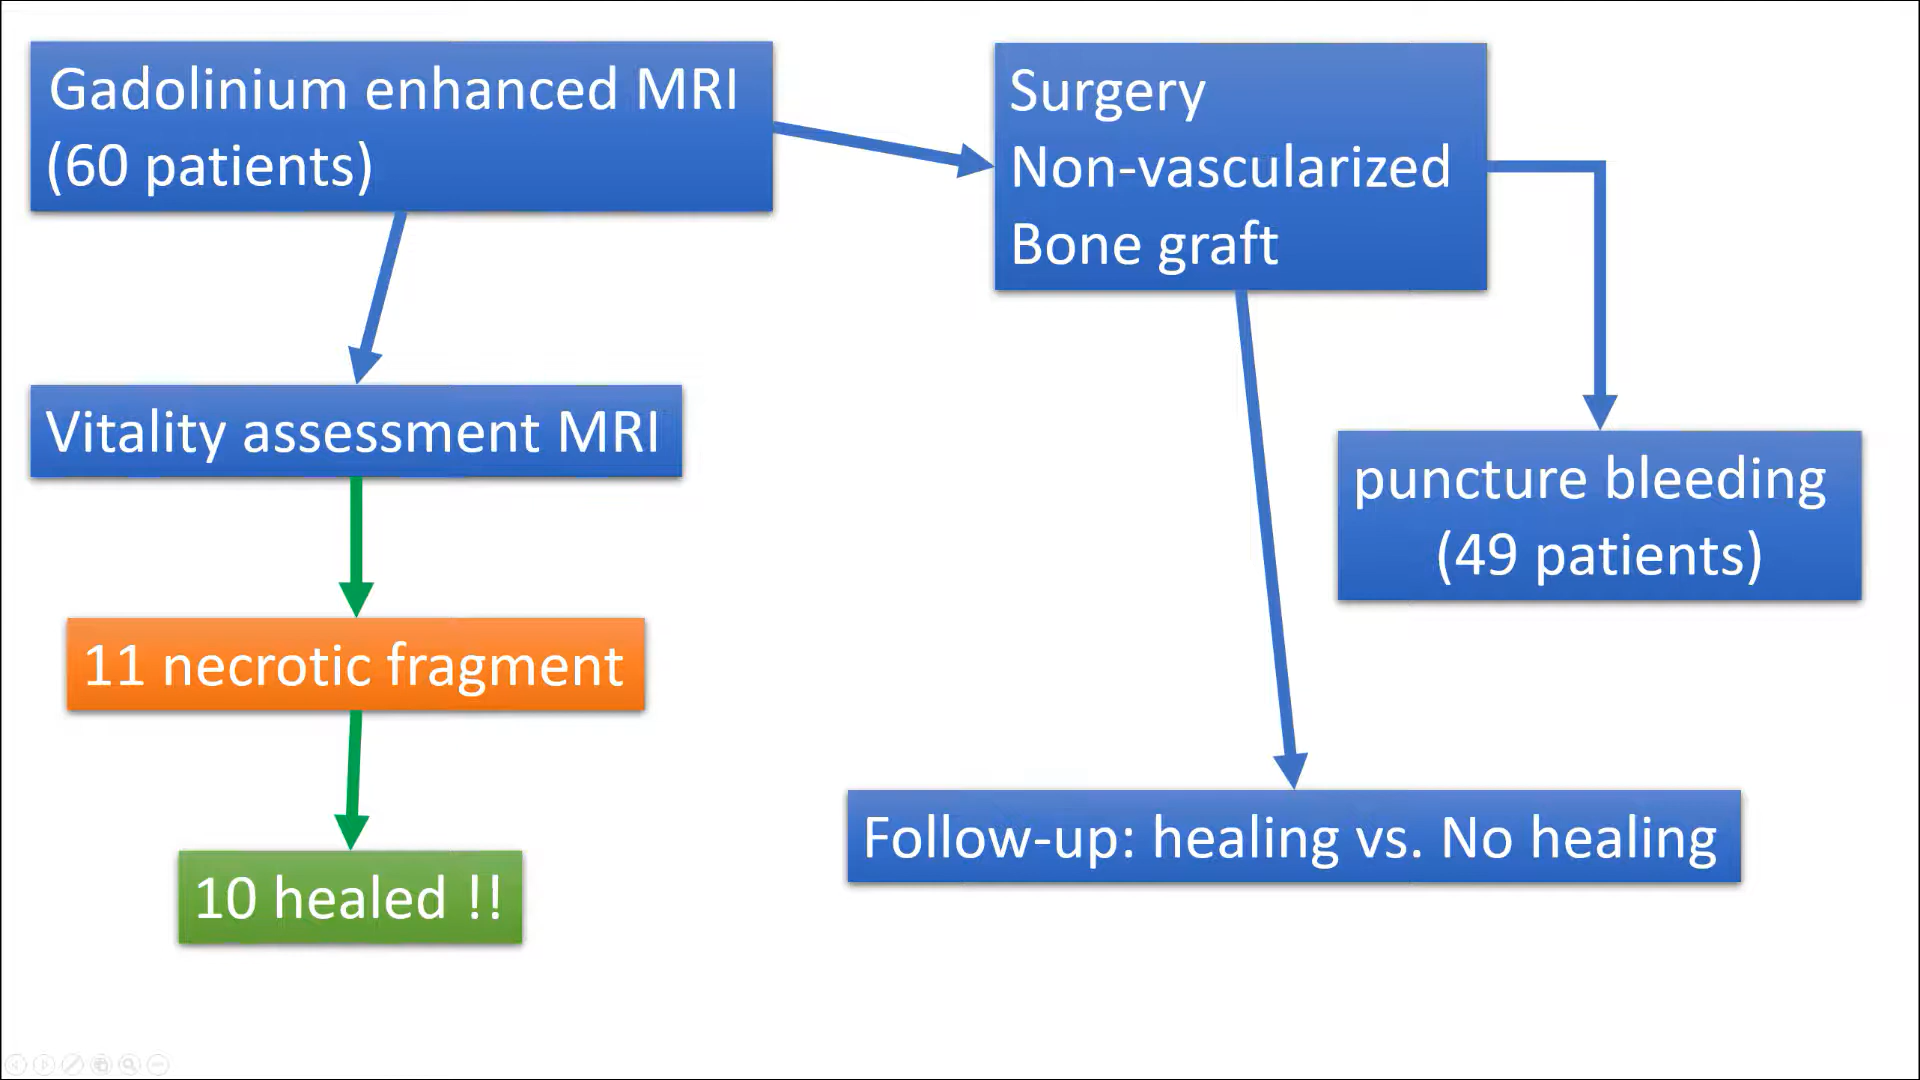 Gadolinium enhanced MRI
(60 patients)
Surgery
Non-vascularized
Bone graft
Vitality assessment MRI
puncture bleeding
(49 patients)
11 necrotic fragment
10 healed !!
Follow-up: healing vs. No healing